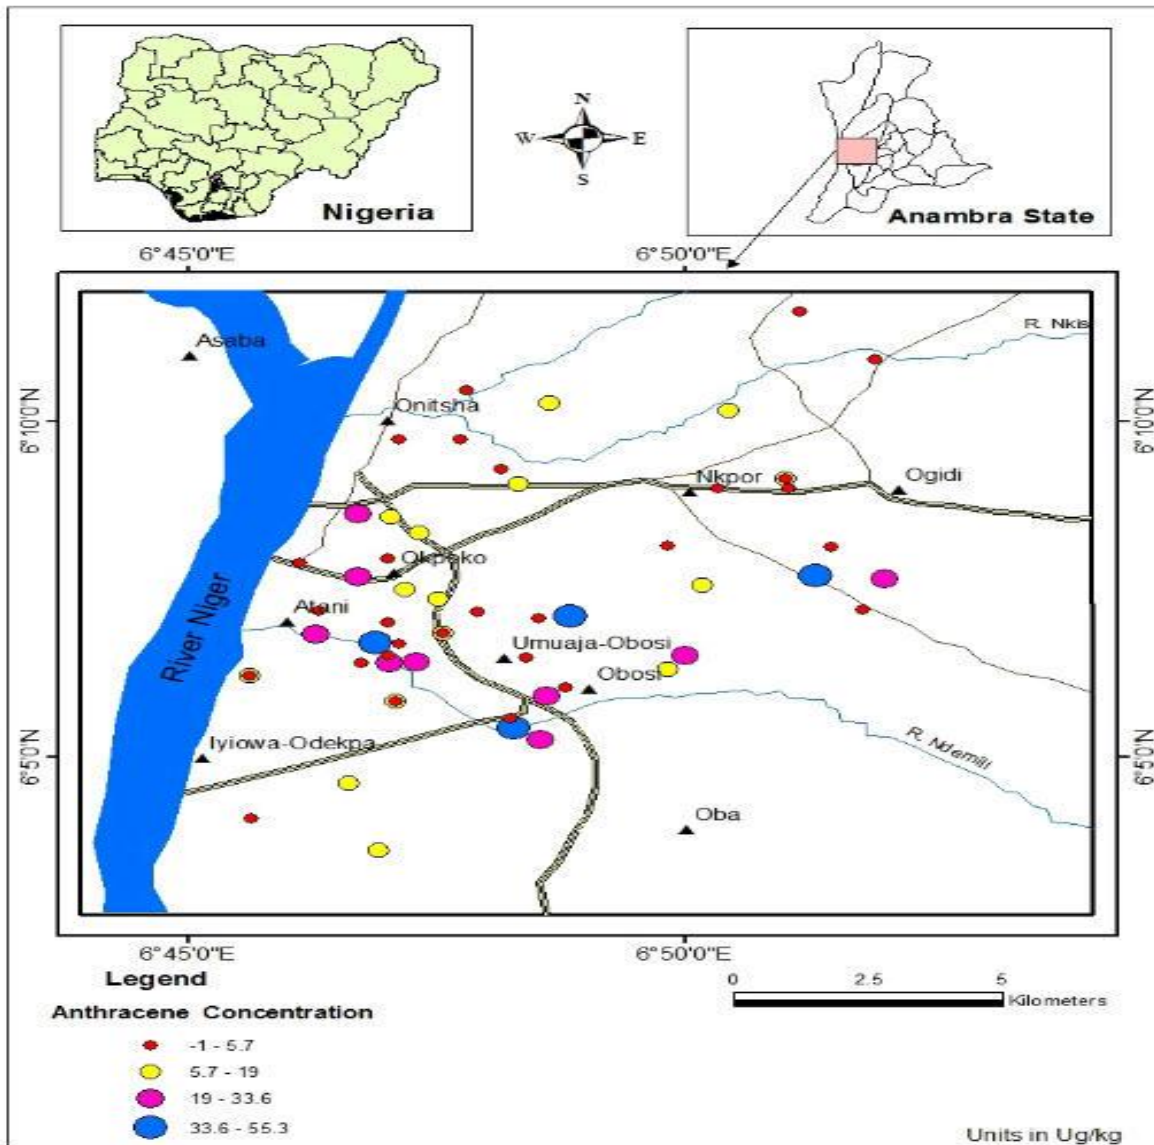 Nigeria
N
W
E
S
Anambra State
6°45'0"E
6°50'0"E
Asaba
R. Nkis
Onitsha
6°10'0'N
6°10'0'N
Nkpor
Ogidi
Okpoko
River Niger
Atani
Umuaja-Obosi
Obosi
Iyiowa-Odekpa
R. Ndemili
6°5'0'N
6°5'0'N
Oba
6°45'0"E
6°50'0"E
Legend
0
2.5
5
Kilometers
Anthracene Concentration
-1 - 5.7
5.7 - 19
19 - 33.6
33.6 - 55.3
Units in Ug/kg